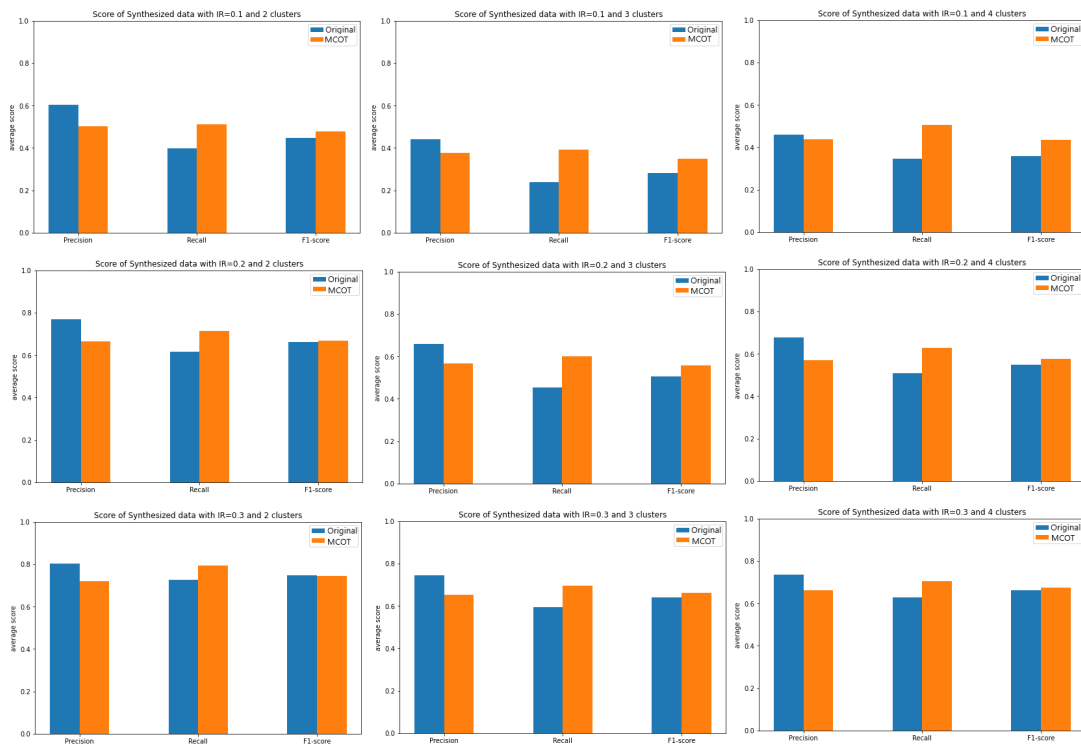 Score of Synthesized data with IR=0.1 and 2 clusters
1.0
0.8
0.6
0.4
0.2
0.0
average score
Original
MCOT
Precision
Recall
F1-score
Score of Synthesized data with IR=0.1 and 3 clusters
1.0
0.8
0.6
0.4
0.2
0.0
average score
Original
MCOT
Precision
Recall
F1-score
Score of Synthesized data with IR=0.1 and 4 clusters
1.0
0.8
0.6
0.4
0.2
0.0
average score
Original
MCOT
Precision
Recall
F1-score
Score of Synthesized data with IR=0.2 and 2 clusters
1.0
0.8
0.6
0.4
0.2
0.0
average score
Original
MCOT
Precision
Recall
F1-score
Score of Synthesized data with IR=0.2 and 3 clusters
1.0
0.8
0.6
0.4
0.2
0.0
average score
Original
MCOT
Precision
Recall
F1-score
Score of Synthesized data with IR=0.2 and 4 clusters
1.0
0.8
0.6
0.4
0.2
0.0
average score
Original
MCOT
Precision
Recall
F1-score
Score of Synthesized data with IR=0.3 and 2 clusters
1.0
0.8
0.6
0.4
0.2
0.0
average score
Original
MCOT
Precision
Recall
F1-score
Score of Synthesized data with IR=0.3 and 3 clusters
1.0
0.8
0.6
0.4
0.2
0.0
average score
Original
MCOT
Precision
Recall
F1-score
Score of Synthesized data with IR=0.3 and 4 clusters
1.0
0.8
0.6
0.4
0.2
0.0
average score
Original
MCOT
Precision
Recall
F1-score